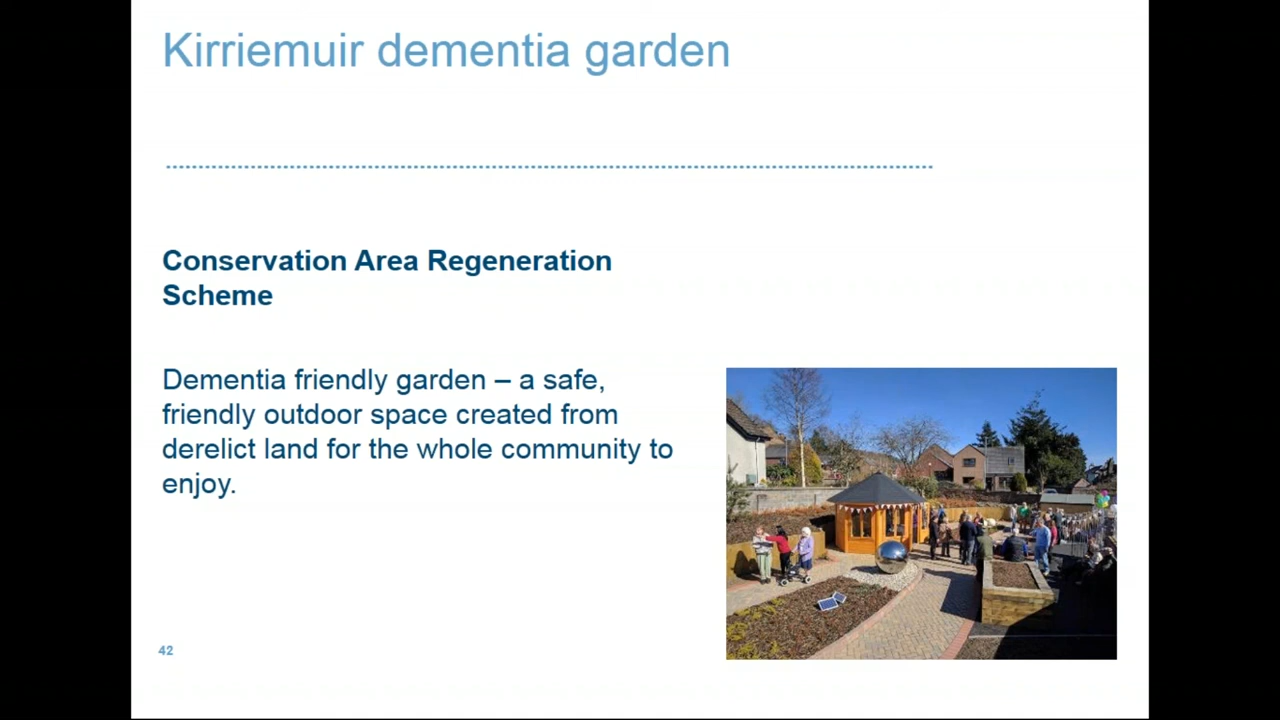 Kirriemuir dementia garden
Conservation Area Regeneration
Scheme
Dementia friendly garden – a safe,
friendly outdoor space created from
derelict land for the whole community to
enjoy.
42